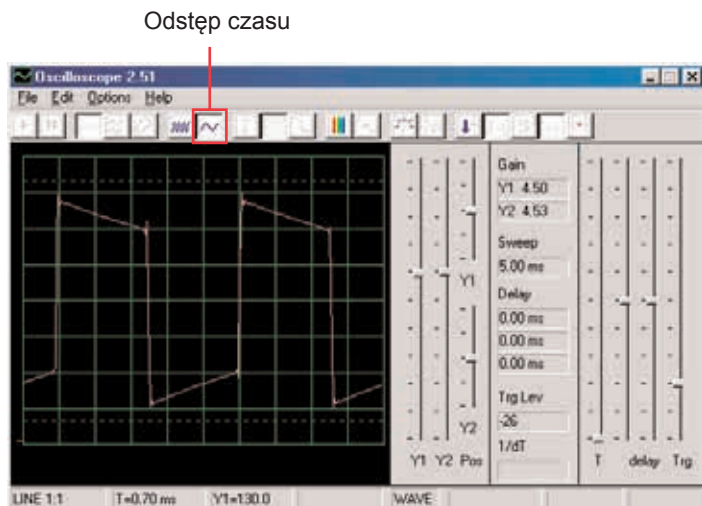 Odstęp czasu
Oscilloscope 2.51
File Edit Options Help
Gain
Y1 4.50
Y2 4.53
Sweep
5.00 ms
Y1
Delay
0.00 ms
0.00 ms
0.00 ms
Trg Lev
-26
Y2
1/dT
Y1 Y2 Pos
T delay Trg
LINE 1:1 T=0.70 ms Y1=130.0 WAVE